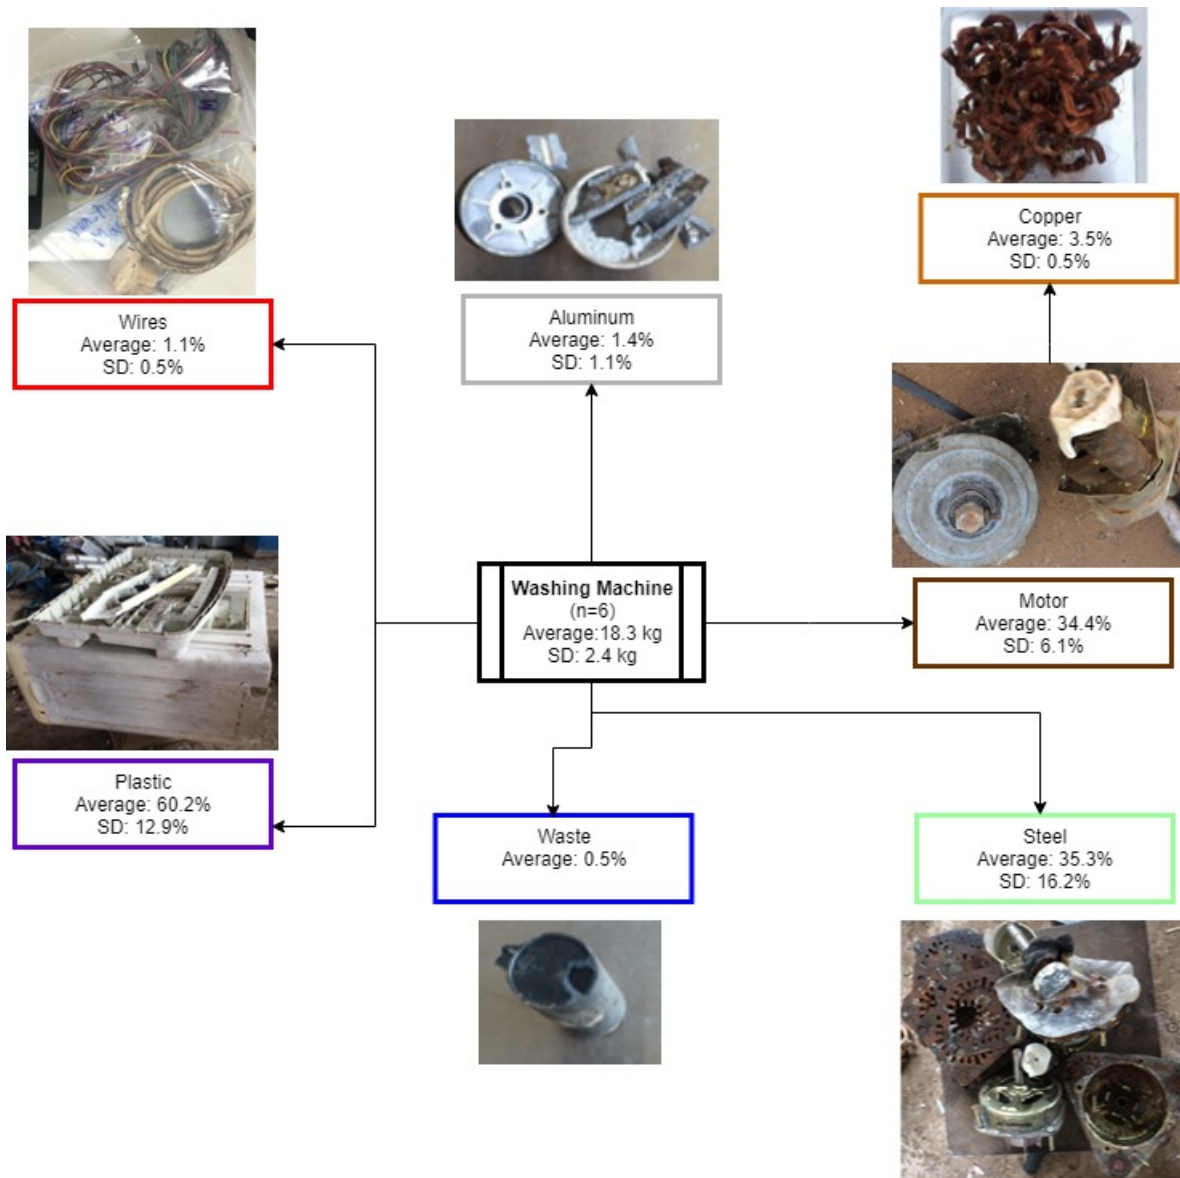 Wires
Average: 1.1%
SD: 0.5%
Aluminum
Average: 1.4%
SD: 1.1%
Copper
Average: 3.5%
SD: 0.5%
Washing Machine
(n=6)
Average:18.3 kg
SD: 2.4 kg
Motor
Average: 34.4%
SD: 6.1%
Plastic
Average: 60.2%
SD: 12.9%
Waste
Average: 0.5%
Steel
Average: 35.3%
SD: 16.2%